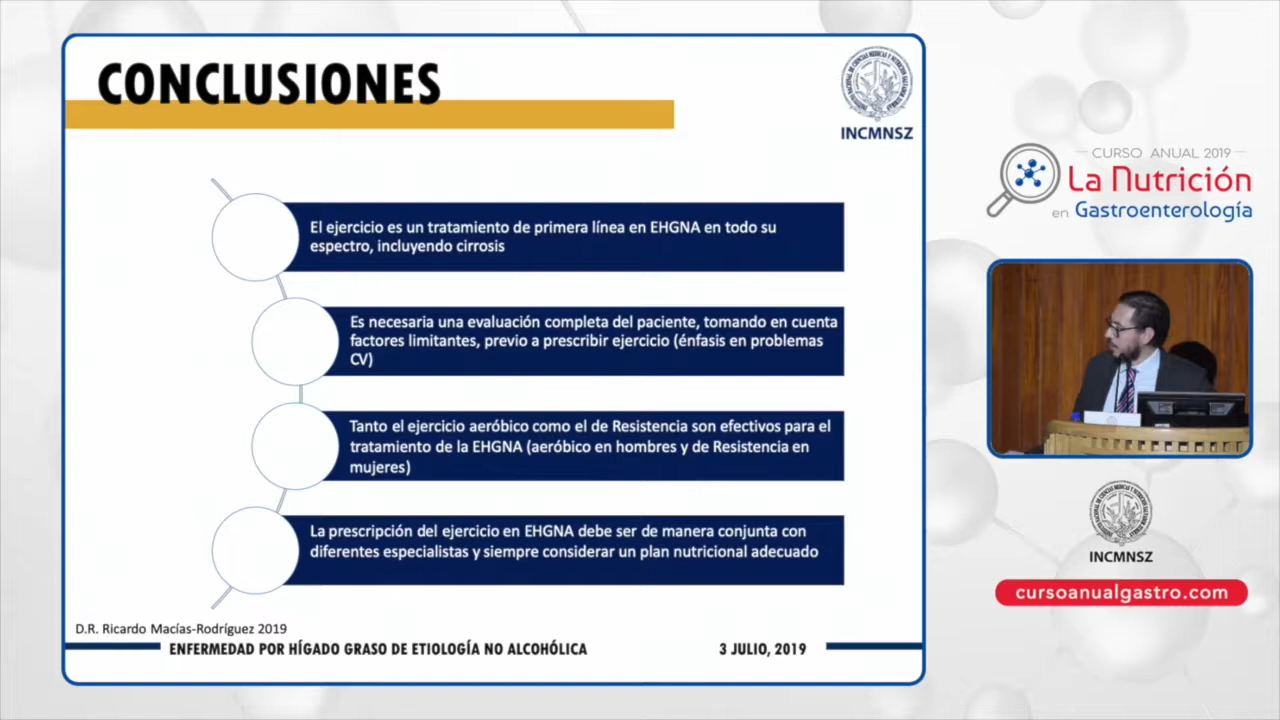 CONCLUSIONES
INCMNSZ
El ejercicio es un tratamiento de primera línea en EHGNA en todo su
espectro, incluyendo cirrosis
Es necesaria una evaluación completa del paciente, tomando en cuenta
factores limitantes, previo a prescribir ejercicio (énfasis en problemas
CV)
Tanto el ejercicio aeróbico como el de Resistencia son efectivos para el
tratamiento de la EHGNA (aeróbico en hombres y de Resistencia en
mujeres)
La prescripción del ejercicio en EHGNA debe ser de manera conjunta con
diferentes especialistas y siempre considerar un plan nutricional adecuado
D.R. Ricardo Macías-Rodríguez 2019
ENFERMEDAD POR HÍGADO GRASO DE ETIOLOGÍA NO ALCOHÓLICA
3 JULIO, 2019
CURSO ANUAL 2019
La Nutrición
en Gastroenterología
INCMNSZ
cursoanualgastro.com